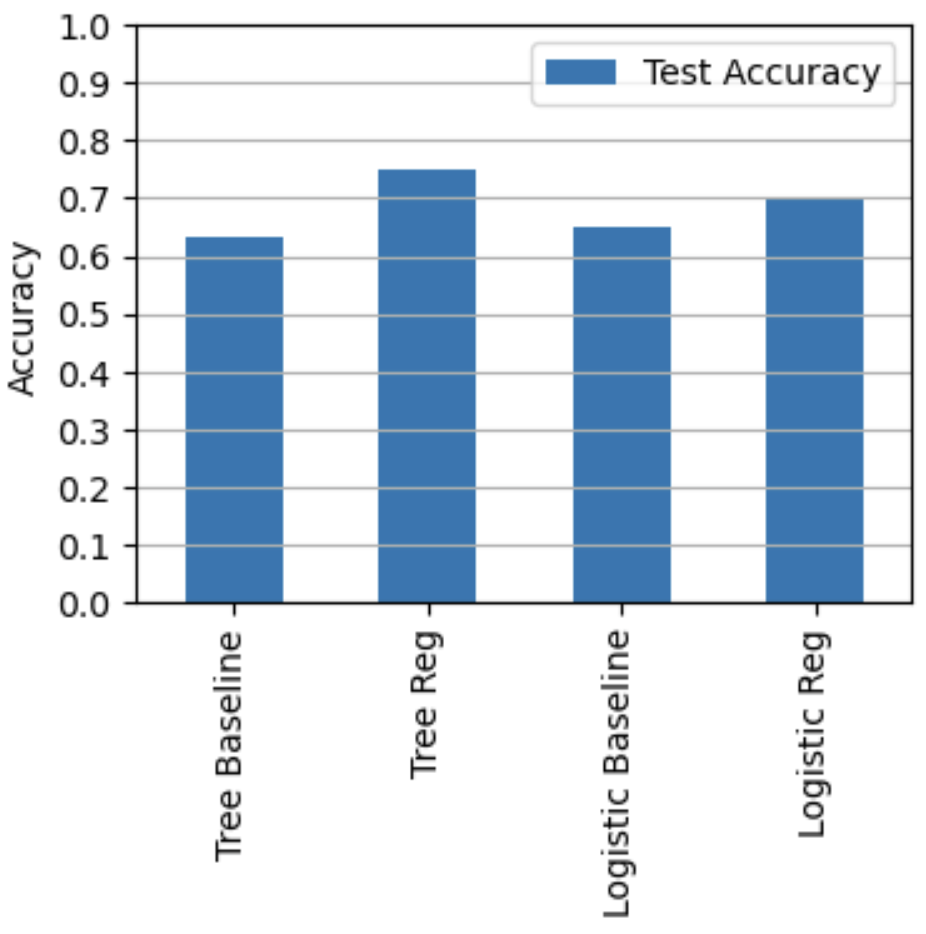 1.0
0.9
0.8
0.7
0.6
0.5
0.4
0.3
0.2
0.1
0.0
Accuracy
Test Accuracy
Tree Baseline
Tree Reg
Logistic Baseline
Logistic Reg